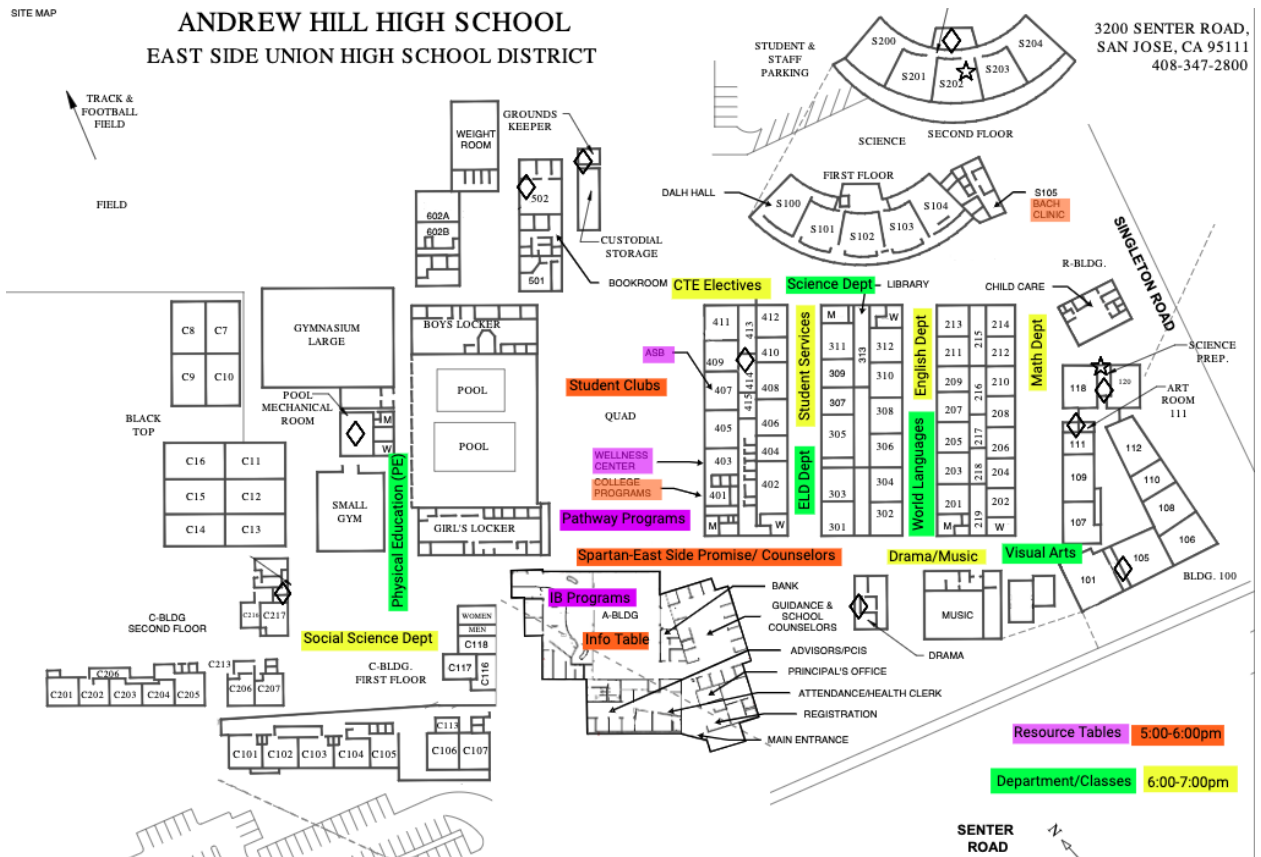 SITE MAP
ANDREW HILL HIGH SCHOOL
EAST SIDE UNION HIGH SCHOOL DISTRICT
3200 SENTER ROAD,
SAN JOSE, CA 95111
408-347-2800
STUDENT &
STAFF
PARKING
S200
S201
S202
S203
S204
SECOND FLOOR
SCIENCE
FIRST FLOOR
DALH HALL
S100
S101
S102
S103
S104
S105
BACH
CLINIC
TRACK &
FOOTBALL
FIELD
FIELD
WEIGHT
ROOM
GROUNDS
KEEPER
502
602A
602B
501
CUSTODIAL
STORAGE
BOOKROOM
CTE Electives
Science Dept
LIBRARY
R-BLDG.
CHILD CARE
SINGLETON ROAD
SCIENCE
PREP.
ART
ROOM
111
C8
C7
C9
C10
GYMNASIUM
LARGE
BOYS LOCKER
POOL
POOL
POOL
MECHANICAL
ROOM
M
W
BLACK
TOP
C16
C11
C15
C12
C14
C13
SMALL
GYM
Physical Education (PE)
GIRL'S LOCKER
ASB
Student Clubs
QUAD
WELLNESS
CENTER
COLLEGE
PROGRAMS
Pathway Programs
411
413
412
409
410
414
407
408
415
405
406
403
404
401
402
M
W
Student Services
ELD Dept
M
W
311
313
312
309
310
307
308
305
306
303
304
301
302
English Dept
World Languages
213
215
214
211
212
209
216
210
207
208
205
217
206
203
218
204
201
202
M
219
W
Math Dept
118
120
111
109
107
112
110
108
106
105
101
BLDG. 100
Spartan-East Side Promise/ Counselors
Drama/Music
Visual Arts
IB Programs
A-BLDG
Info Table
BANK
GUIDANCE &
SCHOOL
COUNSELORS
ADVISORS/PCIS
PRINCIPAL'S OFFICE
ATTENDANCE/HEALTH CLERK
REGISTRATION
MAIN ENTRANCE
MUSIC
DRAMA
C-BLDG
SECOND FLOOR
C216
C217
Social Science Dept
WOMEN
MEN
C118
C117
C116
C-BLDG.
FIRST FLOOR
C213
C206
C201
C202
C203
C204
C205
C206
C207
C113
C101
C102
C103
C104
C105
C106
C107
Resource Tables
5:00-6:00pm
Department/Classes
6:00-7:00pm
SENTER
ROAD
N